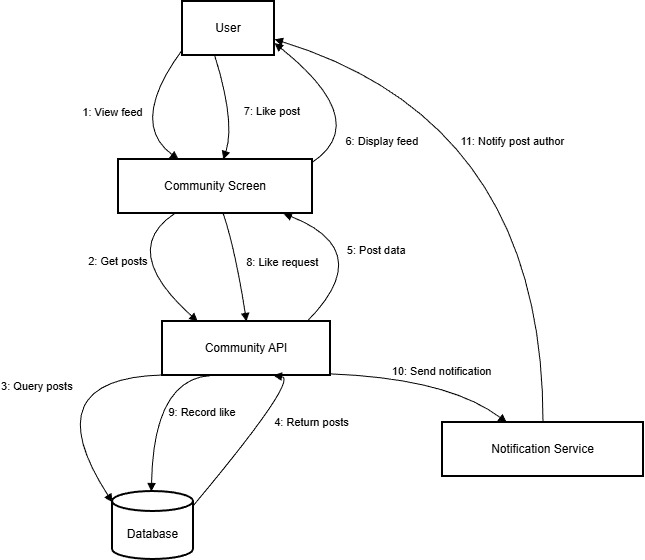 User
1: View feed
7: Like post
6: Display feed
11: Notify post author
Community Screen
2: Get posts
8: Like request
5: Post data
Community API
3: Query posts
9: Record like
4: Return posts
10: Send notification
Notification Service
Database